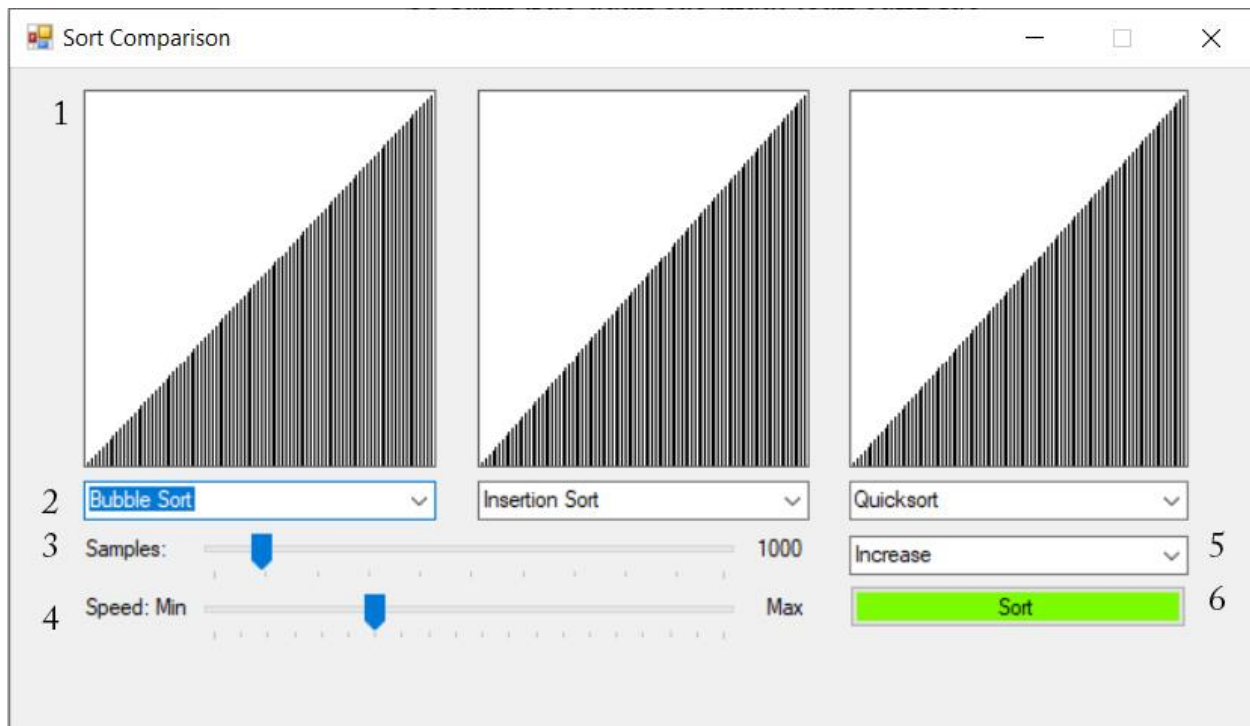 Sort Comparison
1
2 Bubble Sort Insertion Sort Quicksort
3 Samples: 1000 Increase 5
4 Speed: Min Max Sort 6